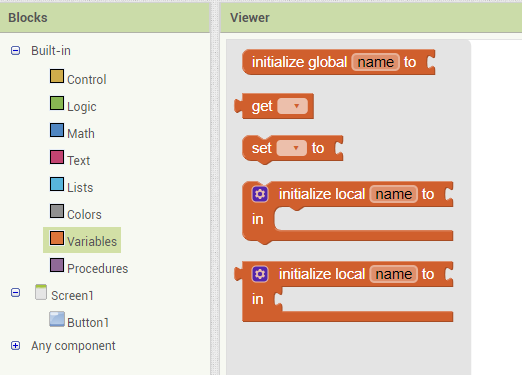 Blocks
Built-in
Control
Logic
Math
Text
Lists
Colors
Variables
Procedures
Screen1
Button1
Any component
Viewer
initialize global name to
get
set to
initialize local name to
in
initialize local name to
in